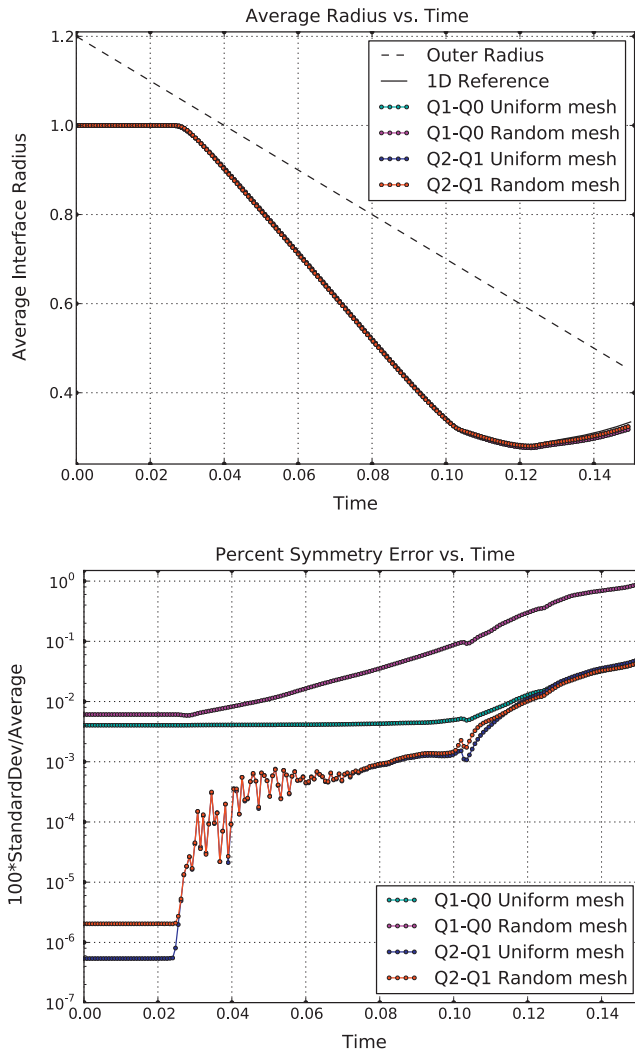 Average Radius vs. Time
Average Interface Radius
1.2
1.0
0.8
0.6
0.4
Outer Radius
1D Reference
Q1-Q0 Uniform mesh
Q1-Q0 Random mesh
Q2-Q1 Uniform mesh
Q2-Q1 Random mesh
0.00 0.02 0.04 0.06 0.08 0.10 0.12 0.14
Time
Percent Symmetry Error vs. Time
100*StandardDev/Average
10^0
10^-1
10^-2
10^-3
10^-4
10^-5
10^-6
10^-7
Q1-Q0 Uniform mesh
Q1-Q0 Random mesh
Q2-Q1 Uniform mesh
Q2-Q1 Random mesh
0.00 0.02 0.04 0.06 0.08 0.10 0.12 0.14
Time